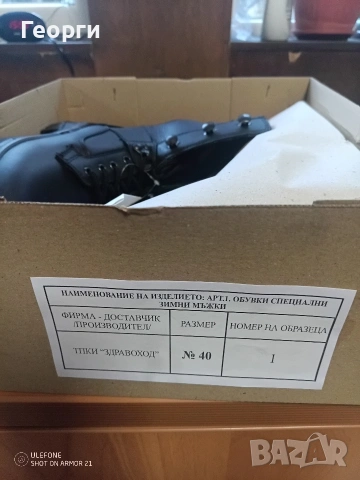 Георги
НАИМЕНОВАНИЕ НА ИЗДЕЛИЕТО: АРТ.1. ОБУВКИ СПЕЦИАЛНИ
ЗИМНИ МЪЖКИ
ФИРМА - ДОСТАВЧИК
/ПРОИЗВОДИТЕЛ/
РАЗМЕР
НОМЕР НА ОБРАЗЕЦА
ТПКИ "ЗДРАВОХОД"
№ 40
1
ULEFONE
SHOT ON ARMOR 21
BAZAR